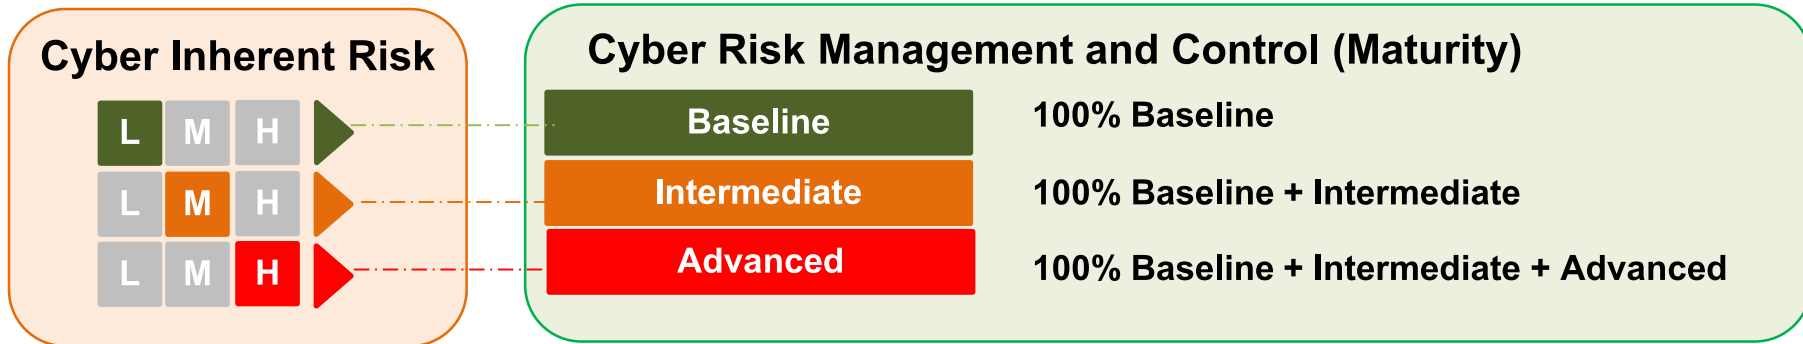 Cyber Inherent Risk
L M H
L M H
L M H
Cyber Risk Management and Control (Maturity)
Baseline 100% Baseline
Intermediate 100% Baseline + Intermediate
Advanced 100% Baseline + Intermediate + Advanced